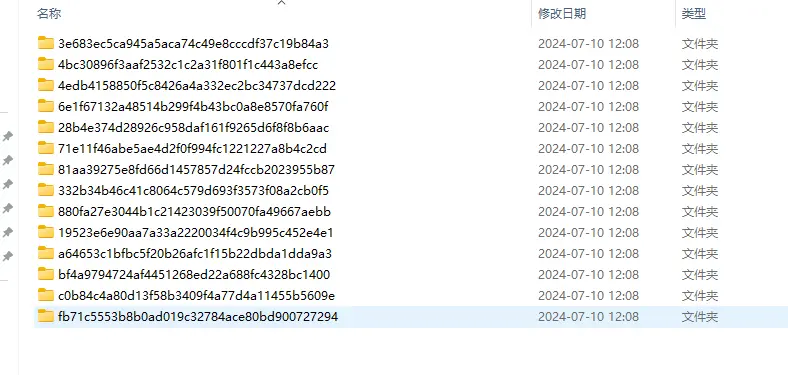 名称 修改日期 类型
3e683ec5ca945a5aca74c49e8cccdf37c19b84a3 2024-07-10 12:08 文件夹
4bc30896f3aaf2532c1c2a31f801f1c443a8efcc 2024-07-10 12:08 文件夹
4edb4158850f5c8426a4a332ec2bc34737dcd222 2024-07-10 12:08 文件夹
6e1f67132a48514b299f4b43bc0a8e8570fa760f 2024-07-10 12:08 文件夹
28b4e374d28926c958daf161f9265d6f8f8b6aac 2024-07-10 12:08 文件夹
71e11f46abe5ae4d2f0f994fc1221227a8b4c2cd 2024-07-10 12:08 文件夹
81aa39275e8fd66d1457857d24fccb2023955b87 2024-07-10 12:08 文件夹
332b34b46c41c8064c579d693f3573f08a2cb0f5 2024-07-10 12:08 文件夹
880fa27e3044b1c21423039f50070fa49667aebb 2024-07-10 12:08 文件夹
19523e6e90aa7a33a2220034f4c9b995c452e4e1 2024-07-10 12:08 文件夹
a64653c1bfbc5f20b26afc1f15b22dbda1dda9a3 2024-07-10 12:08 文件夹
bf4a9794724af4451268ed22a688fc4328bc1400 2024-07-10 12:08 文件夹
c0b84c4a80d13f58b3409f4a77d4a11455b5609e 2024-07-10 12:08 文件夹
fb71c5553b8b0ad019c32784ace80bd900727294 2024-07-10 12:08 文件夹